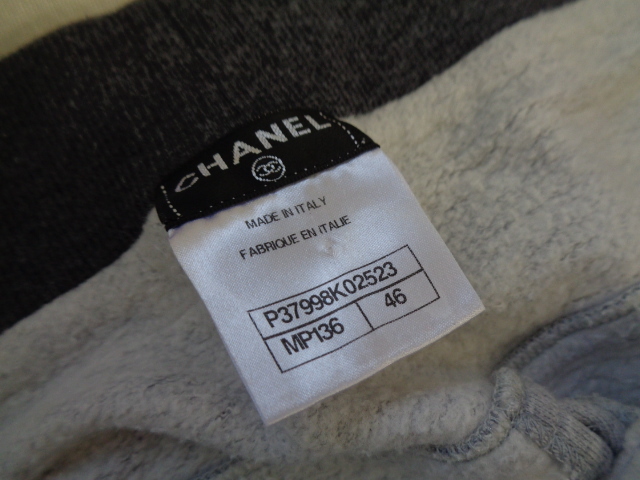 CHANEL
MADE IN ITALY
FABRIQUE EN ITALIE
P37998K02523
MP136 46